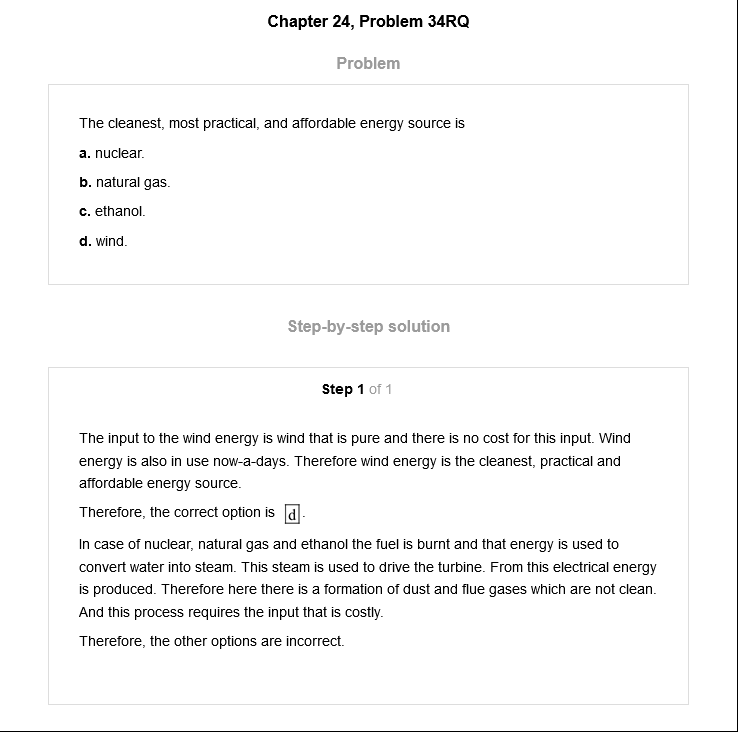 Chapter 24, Problem 34RQ
Problem
The cleanest, most practical, and affordable energy source is
a. nuclear.
b. natural gas.
c. ethanol.
d. wind.
Step-by-step solution
Step 1 of 1
The input to the wind energy is wind that is pure and there is no cost for this input. Wind
energy is also in use now-a-days. Therefore wind energy is the cleanest, practical and
affordable energy source.
Therefore, the correct option is d.
In case of nuclear, natural gas and ethanol the fuel is burnt and that energy is used to
convert water into steam. This steam is used to drive the turbine. From this electrical energy
is produced. Therefore here there is a formation of dust and flue gases which are not clean.
And this process requires the input that is costly.
Therefore, the other options are incorrect.